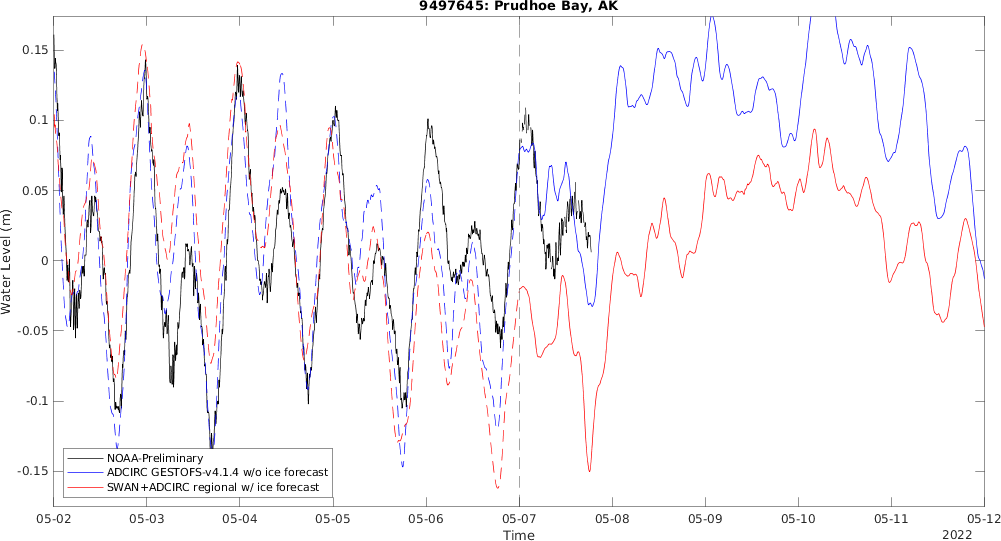 9497645: Prudhoe Bay, AK
Water Level (m)
0.15
0.1
0.05
0
-0.05
-0.1
-0.15
NOAA-Preliminary
ADCIRC GESTOFS-v4.1.4 w/o ice forecast
SWAN+ADCIRC regional w/ ice forecast
05-02 05-03 05-04 05-05 05-06 05-07 05-08 05-09 05-10 05-11 05-12
Time 2022